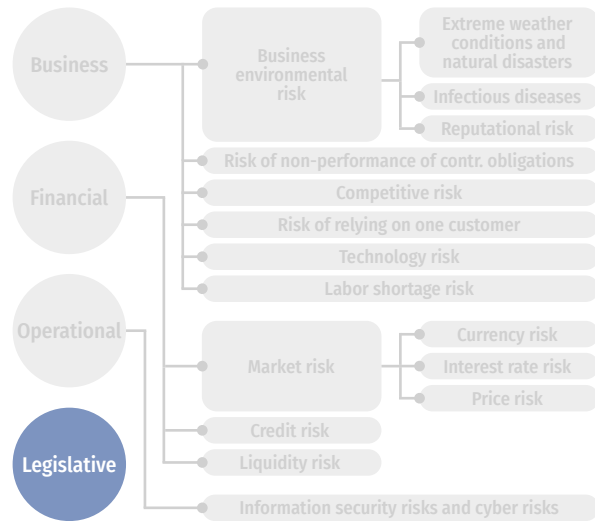 Business
Business
environmental
risk
Extreme weather
conditions and
natural disasters
Infectious diseases
Reputational risk
Risk of non-performance of contr. obligations
Financial
Competitive risk
Risk of relying on one customer
Technology risk
Labor shortage risk
Operational
Market risk
Currency risk
Interest rate risk
Price risk
Credit risk
Legislative
Liquidity risk
Information security risks and cyber risks